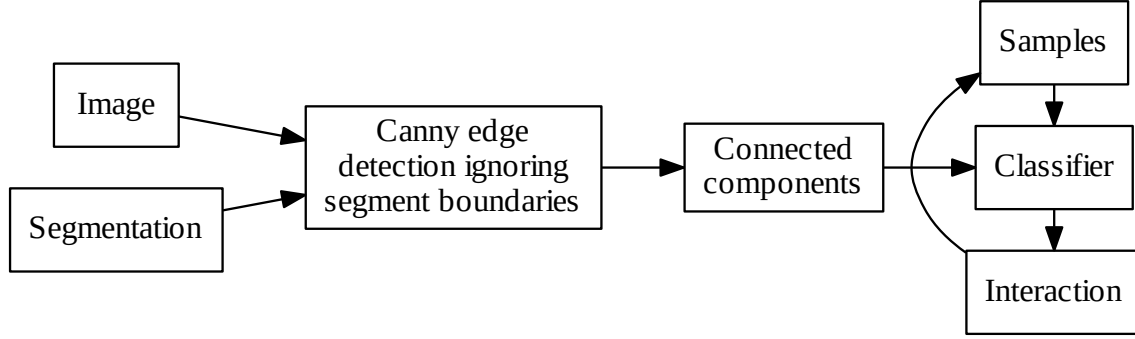 Image
Segmentation
Canny edge
detection ignoring
segment boundaries
Connected
components
Samples
Classifier
Interaction